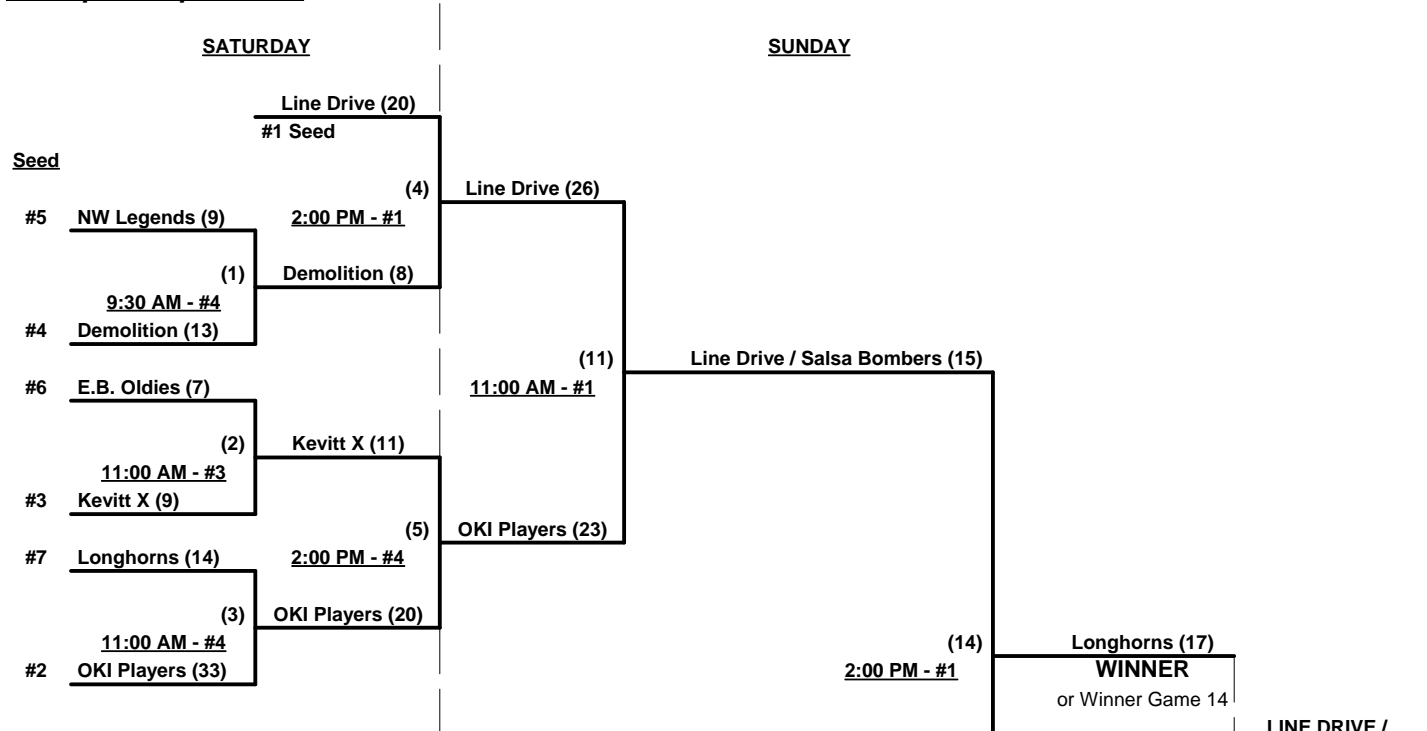 SATURDAY
SUNDAY
Line Drive (20)
#1 Seed
Seed
(4)
Line Drive (26)
#5
NW Legends (9)
2:00 PM - #1
(1)
Demolition (8)
9:30 AM - #4
#4
Demolition (13)
(11)
Line Drive / Salsa Bombers (15)
#6
E.B. Oldies (7)
11:00 AM - #1
(2)
Kevitt X (11)
11:00 AM - #3
#3
Kevitt X (9)
(5)
OKI Players (23)
#7
Longhorns (14)
2:00 PM - #4
(3)
OKI Players (20)
11:00 AM - #4
(14)
Longhorns (17)
#2
OKI Players (33)
2:00 PM - #1
WINNER
or Winner Game 14
LINE DRIVE /